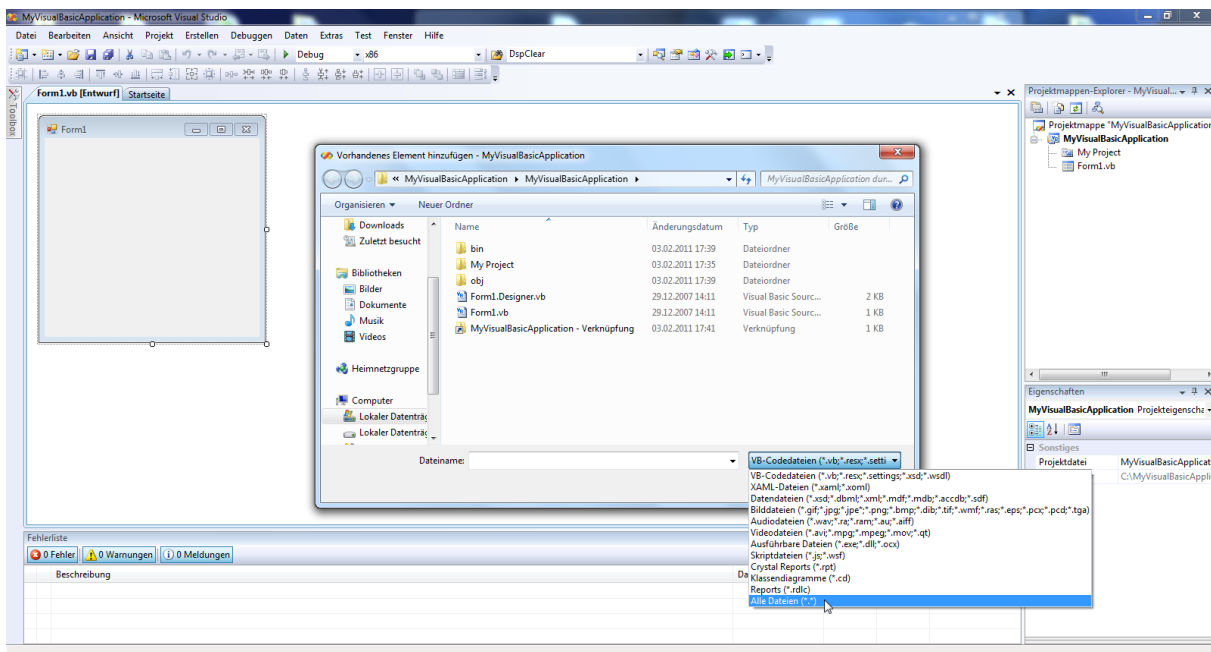 MyVisualBasicApplication - Microsoft Visual Studio
Datei Bearbeiten Ansicht Projekt Erstellen Debuggen Daten Extras Test Fenster Hilfe
Debug x86 DspClear
Toolbox
Form1.vb [Entwurf] Startseite
Form1
Vorhandenes Element hinzufügen - MyVisualBasicApplication
« MyVisualBasicApplication MyVisualBasicApplication
MyVisualBasicApplication dur...
Organisieren Neuer Ordner
Downloads
Zuletzt besucht
Bibliotheken
Bilder
Dokumente
Musik
Videos
Heimnetzgruppe
Computer
Lokaler Datenträg
Lokaler Datenträg
Name Änderungsdatum Typ Größe
bin 03.02.2011 17:39 Dateiordner
My Project 03.02.2011 17:35 Dateiordner
obj 03.02.2011 17:39 Dateiordner
Form1.Designer.vb 29.12.2007 14:11 Visual Basic Sourc... 2 KB
Form1.vb 29.12.2007 14:11 Visual Basic Sourc... 1 KB
MyVisualBasicApplication - Verknüpfung 03.02.2011 17:41 Verknüpfung 1 KB
Dateiname: VB-Codedateien (*.vb;*.resx;*.setti
VB-Codedateien (*.vb;*.resx;*.settings;*.xsd;*.wsdl)
XAML-Dateien (*.xaml;*.xoml)
Datendateien (*.xsd;*.dbml;*.xml;*.mdf;*.mdb;*.accdb;*.sdf)
Bilddateien (*.gif;*.jpg;*.jpe*;*.png;*.bmp;*.dib;*.tif;*.wmf;*.ras;*.eps;*.pcx;*.pcd;*.tga)
Audiodateien (*.wav;*.ra;*.ram;*.au;*.aiff)
Videodateien (*.avi;*.mpg;*.mpeg;*.mov;*.qt)
Ausführbare Dateien (*.exe;*.dll;*.ocx)
Skriptdateien (*.js;*.wsf)
Crystal Reports (*.rpt)
Klassendiagramme (*.cd)
Reports (*.rdlc)
Alle Dateien (*.*)
Projektmappen-Explorer - MyVisual...
Projektmappe "MyVisualBasicApplication
MyVisualBasicApplication
My Project
Form1.vb
Eigenschaften
MyVisualBasicApplication Projekteigenscha
Sonstiges
Projektdatei MyVisualBasicApplicat
C:\MyVisualBasicAppli
Fehlerliste
0 Fehler 0 Warnungen 0 Meldungen
Beschreibung Da